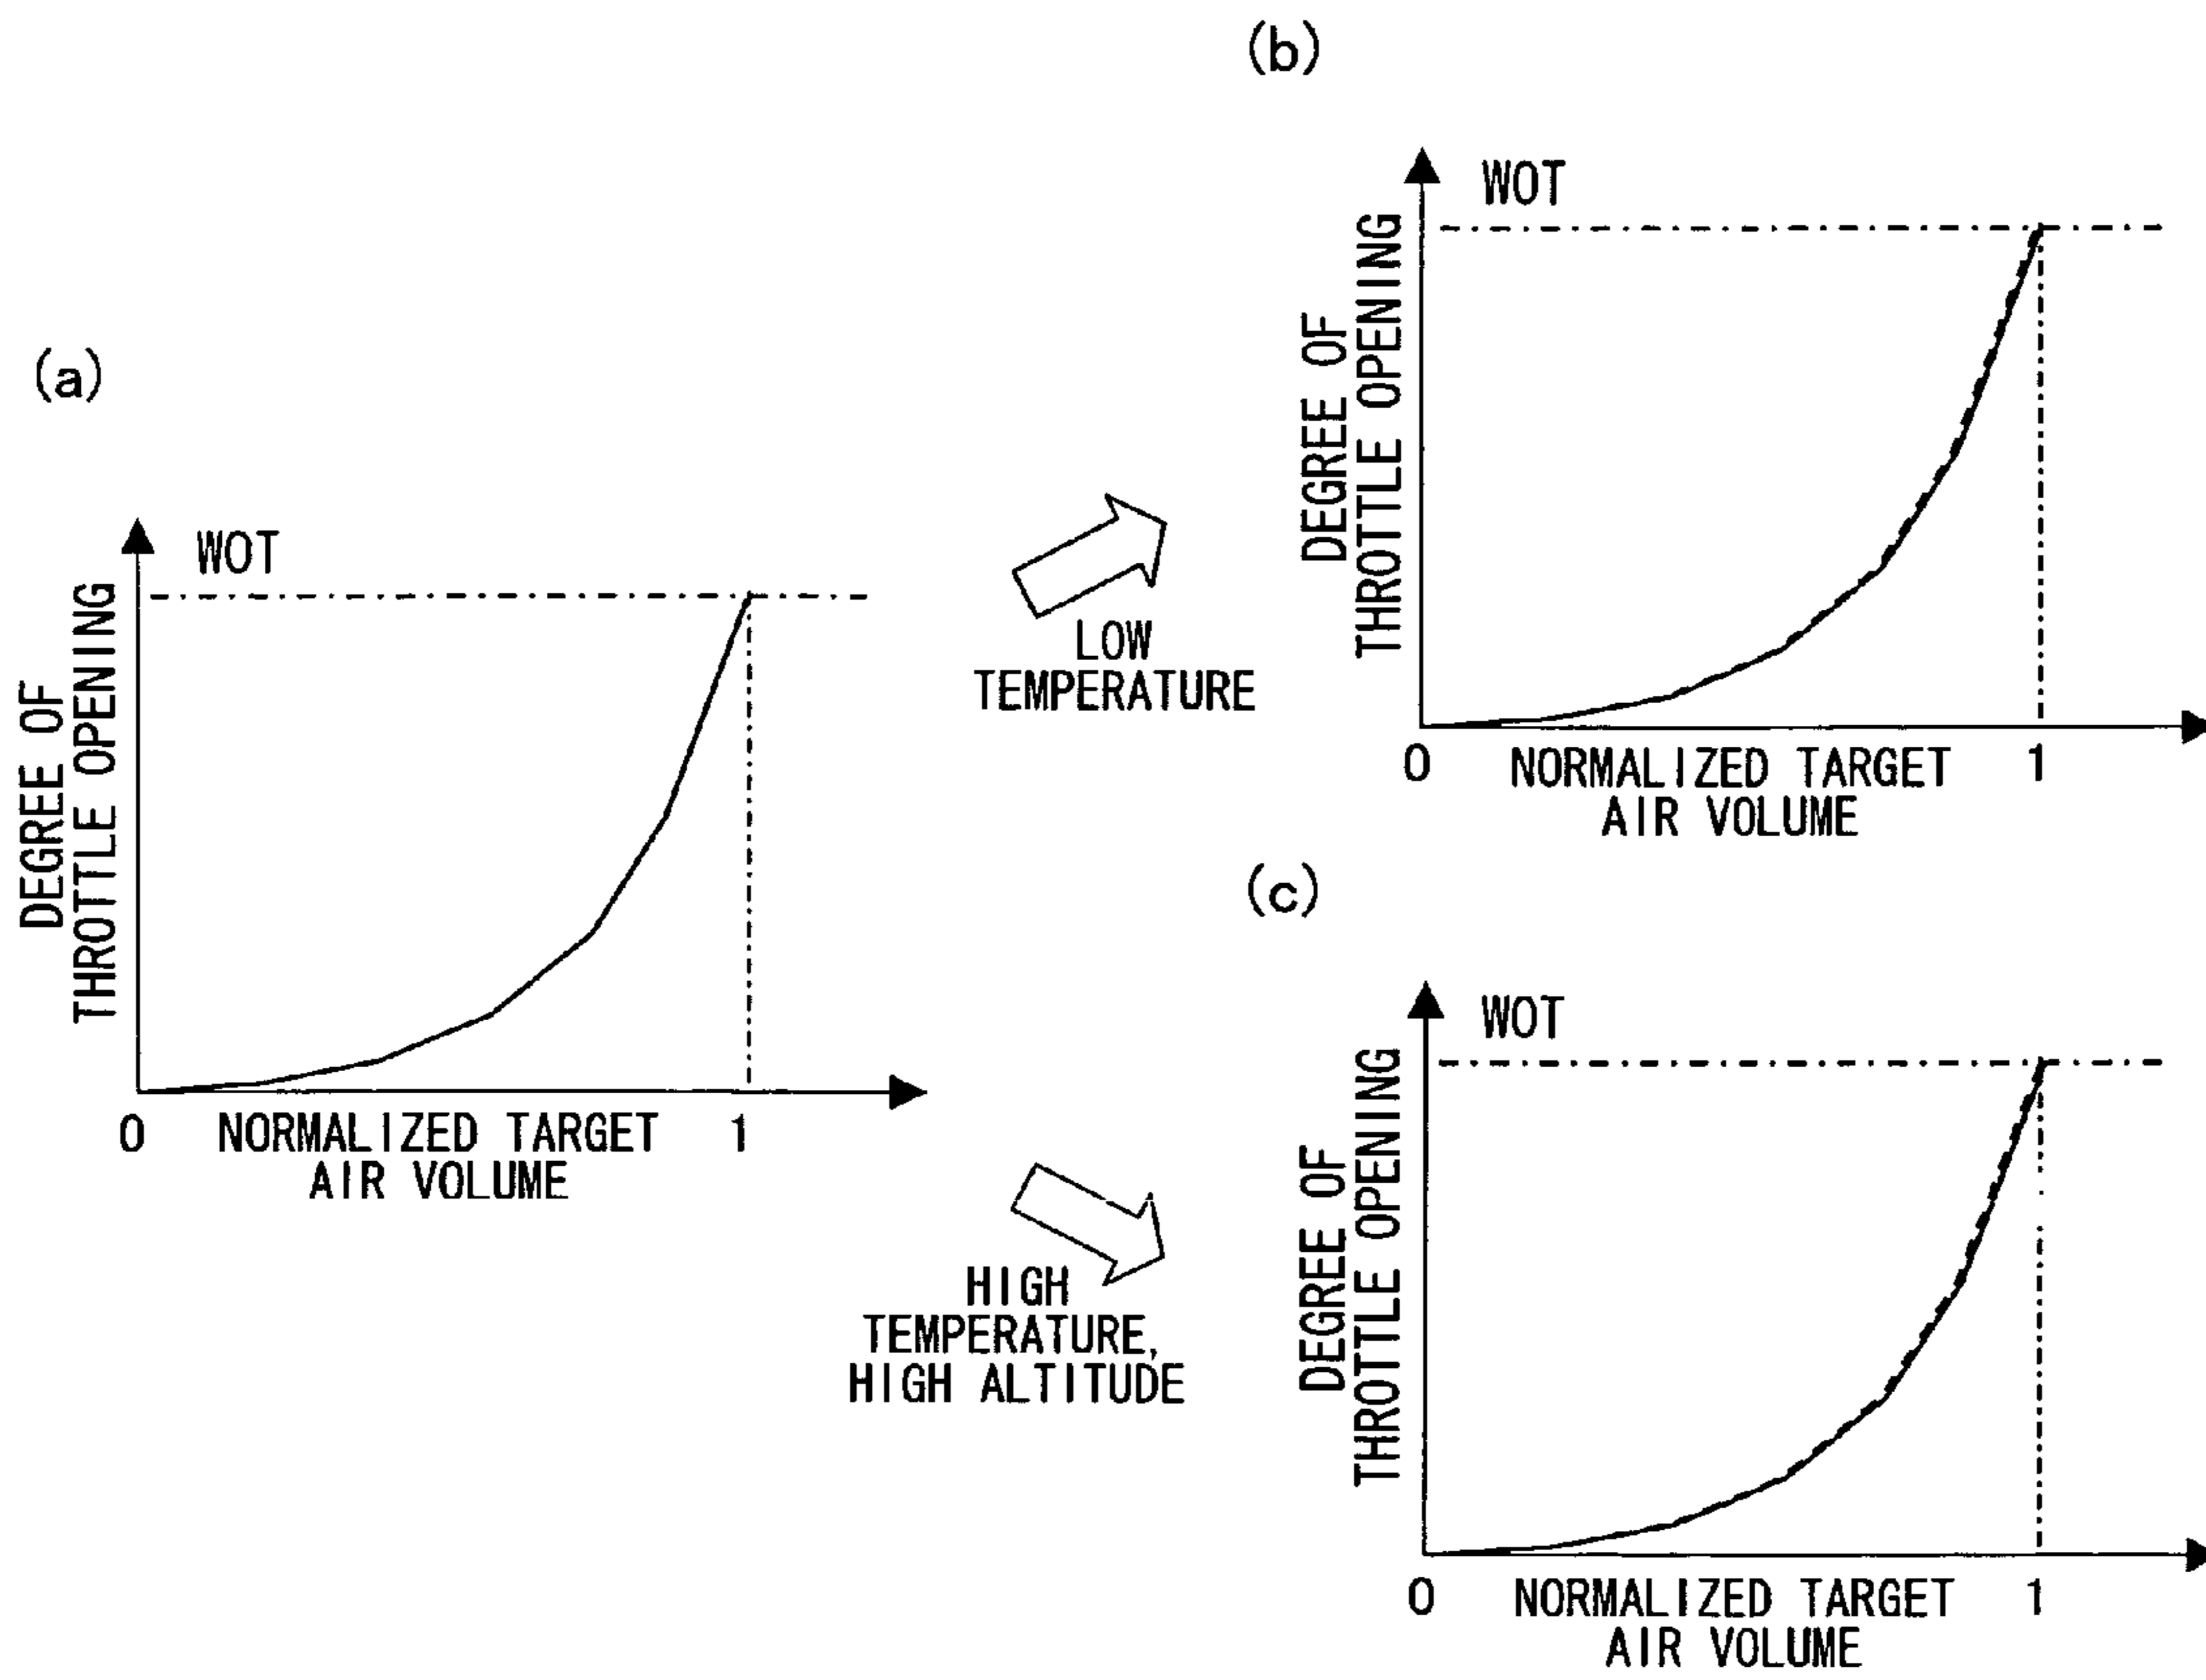 (a)
WOT
DEGREE OF
THROTTLE OPENING
0
NORMALIZED TARGET
AIR VOLUME
1
LOW
TEMPERATURE
HIGH
TEMPERATURE,
HIGH ALTITUDE
(b)
WOT
DEGREE OF
THROTTLE OPENING
0
NORMALIZED TARGET
AIR VOLUME
1
(c)
WOT
DEGREE OF
THROTTLE OPENING
0
NORMALIZED TARGET
AIR VOLUME
1